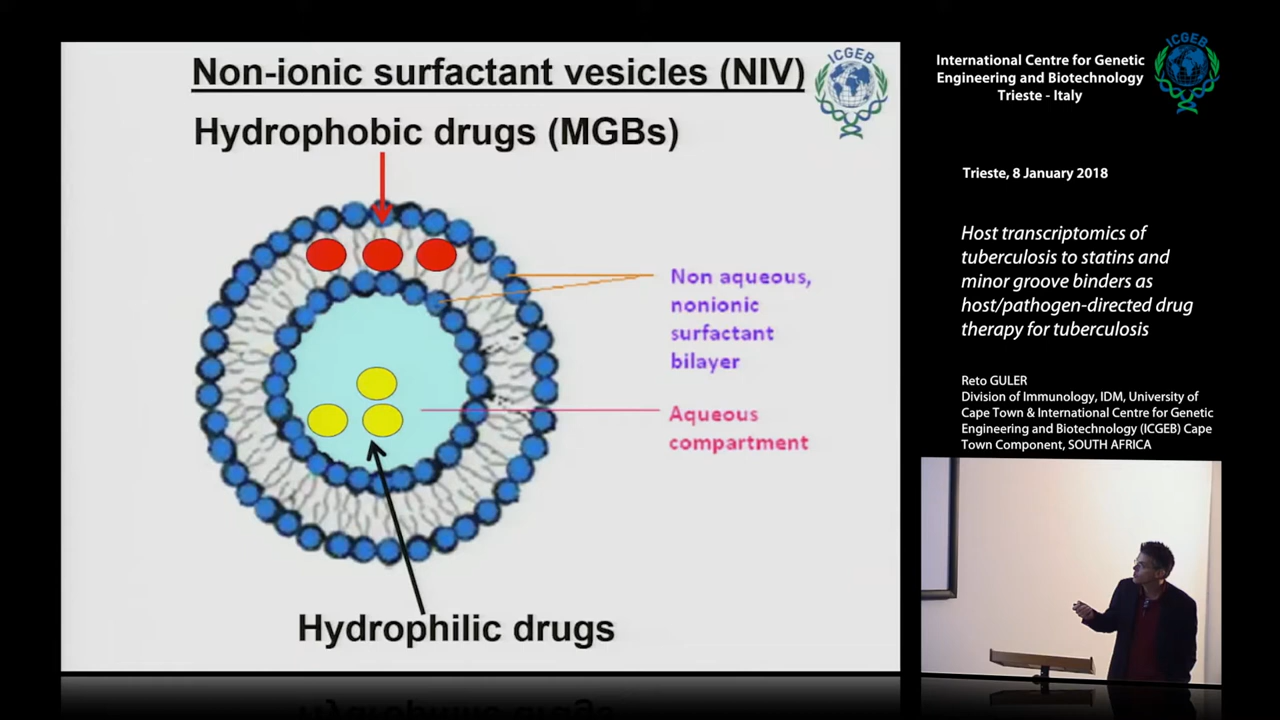 Non-ionic surfactant vesicles (NIV)
Hydrophobic drugs (MGBs)
Non aqueous,
nonionic
surfactant
bilayer
Aqueous
compartment
Hydrophilic drugs
ICGEB
International Centre for Genetic
Engineering and Biotechnology
Trieste - Italy
ICGEB
Trieste, 8 January 2018
Host transcriptomics of
tuberculosis to statins and
minor groove binders as
host/pathogen-directed drug
therapy for tuberculosis
Reto GULER
Division of Immunology, IDM, University of
Cape Town & International Centre for Genetic
Engineering and Biotechnology (ICGEB) Cape
Town Component, SOUTH AFRICA